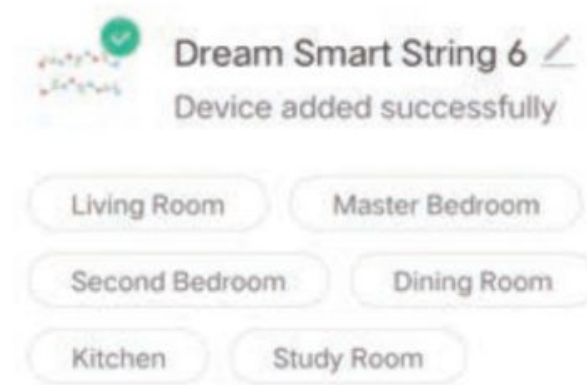 Dream Smart String 6
Device added successfully
Living Room
Master Bedroom
Second Bedroom
Dining Room
Kitchen
Study Room